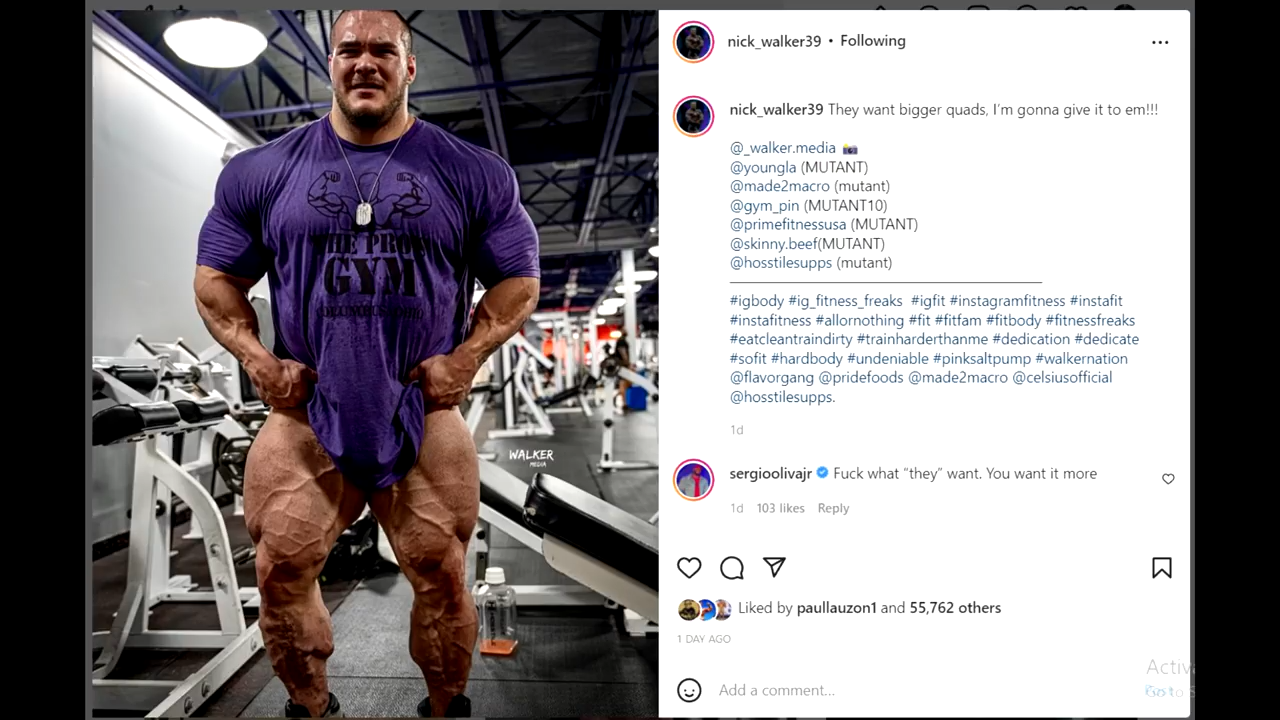 nick_walker39 • Following
nick_walker39 They want bigger quads, I'm gonna give it to em!!!
@_walker.media 📸
@youngla (MUTANT)
@made2macro (mutant)
@gym_pin (MUTANT10)
@primefitnessusa (MUTANT)
@skinny.beef(MUTANT)
@hosstilesupps (mutant)
#igbody #ig_fitness_freaks #igfit #instagramfitness #instafit
#instafitness #allornothing #fit #fitfam #fitbody #fitnessfreaks
#eatcleantraindirty #trainharderthanme #dedication #dedicate
#sofit #hardbody #undeniable #pinksaltpump #walkernation
@flavorgang @pridefoods @made2macro @celsiusofficial
@hosstilesupps.
1d
sergioolivajr Fuck what "they" want. You want it more
1d 103 likes Reply
Liked by paullauzon1 and 55,762 others
1 DAY AGO
Add a comment...
THE PRO'S
GYM
COLUMBUS, OHIO
WALKER
MEDIA